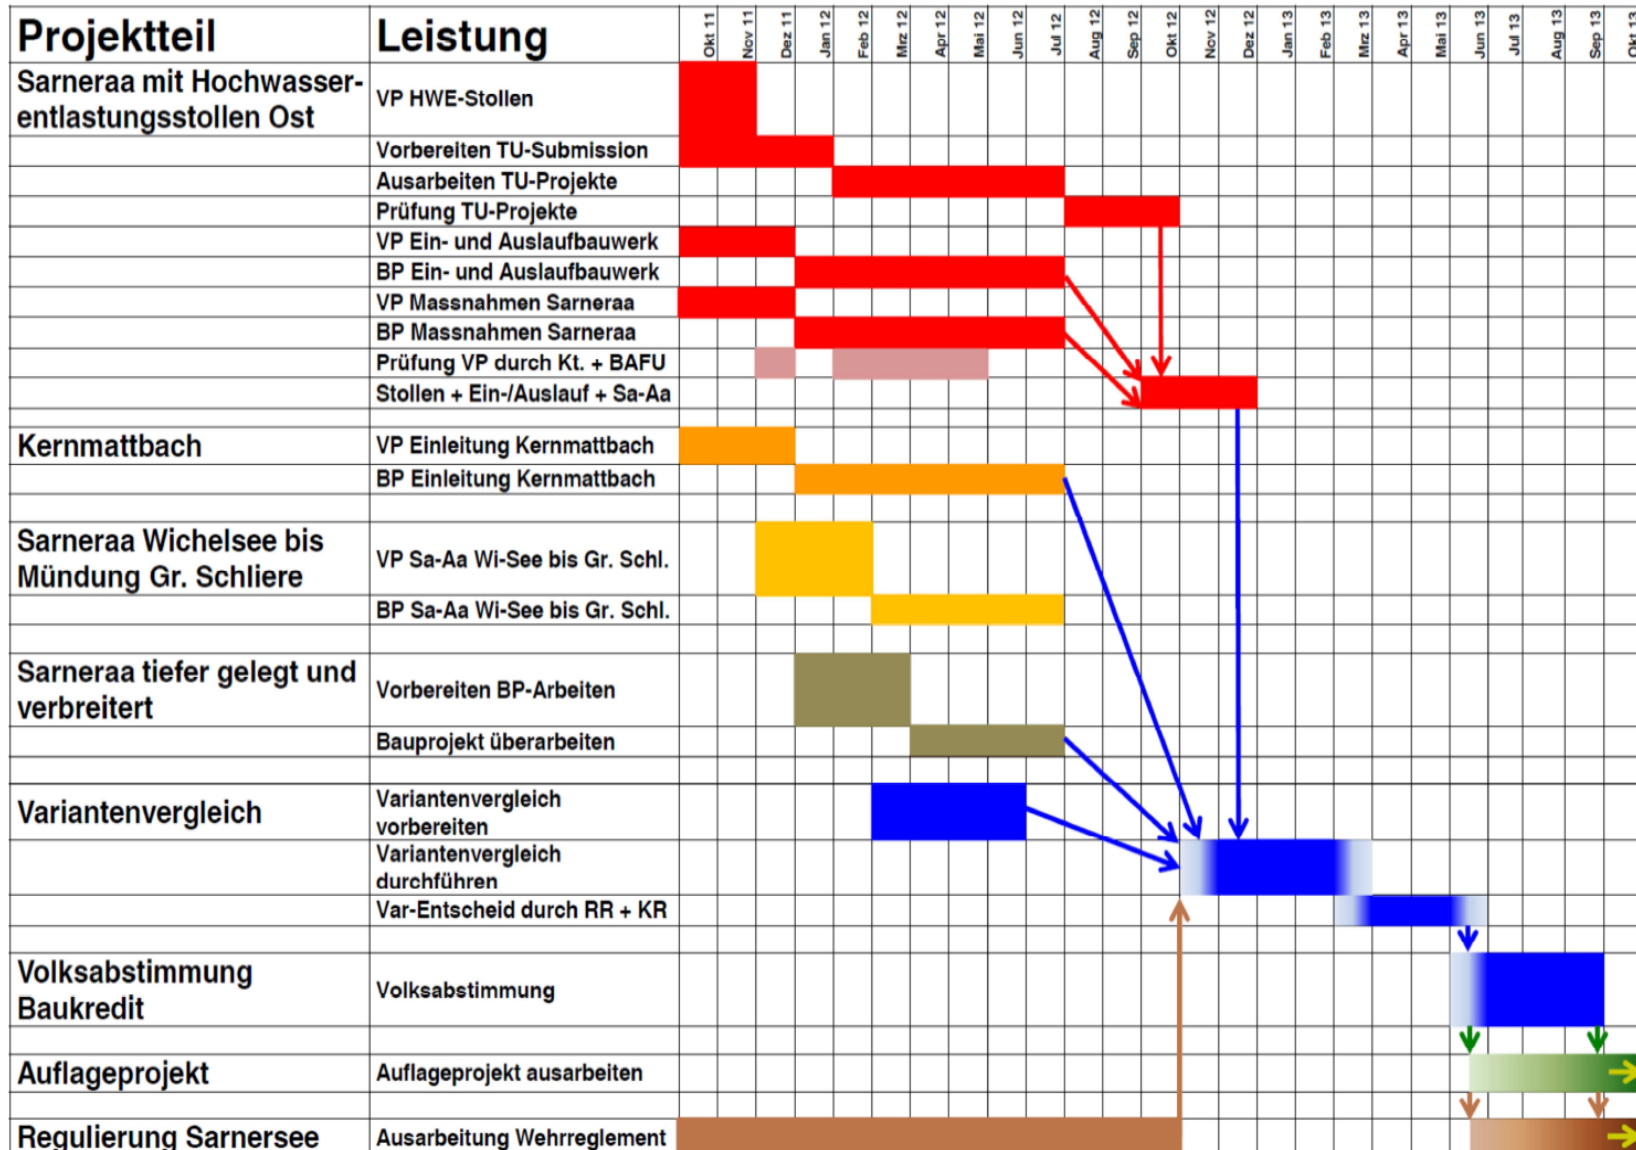 Projektteil Leistung Okt 11 Nov 11 Dez 11 Jan 12 Feb 12 Mrz 12 Apr 12 Mai 12 Jun 12 Jul 12 Aug 12 Sep 12 Okt 12 Nov 12 Dez 12 Jan 13 Feb 13 Mrz 13 Apr 13 Mai 13 Jun 13 Jul 13 Aug 13 Sep 13 Okt 13
Sarneraa mit Hochwasser-
entlastungsstollen Ost
VP HWE-Stollen
Vorbereiten TU-Submission
Ausarbeiten TU-Projekte
Prüfung TU-Projekte
VP Ein- und Auslaufbauwerk
BP Ein- und Auslaufbauwerk
VP Massnahmen Sarneraa
BP Massnahmen Sarneraa
Prüfung VP durch Kt. + BAFU
Stollen + Ein-/Auslauf + Sa-Aa
Kernmattbach VP Einleitung Kernmattbach
BP Einleitung Kernmattbach
Sarneraa Wichelsee bis
Mündung Gr. Schliere
VP Sa-Aa Wi-See bis Gr. Schl.
BP Sa-Aa Wi-See bis Gr. Schl.
Sarneraa tiefer gelegt und
verbreitert
Vorbereiten BP-Arbeiten
Bauprojekt überarbeiten
Variantenvergleich
Variantenvergleich
vorbereiten
Variantenvergleich
durchführen
Var-Entscheid durch RR + KR
Volksabstimmung
Baukredit
Volksabstimmung
Auflageprojekt Auflageprojekt ausarbeiten
Regulierung Sarnersee Ausarbeitung Wehrreglement